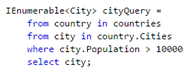 IEnumerable<City> cityQuery =
from country in countries
from city in country.Cities
where city.Population > 10000
select city;